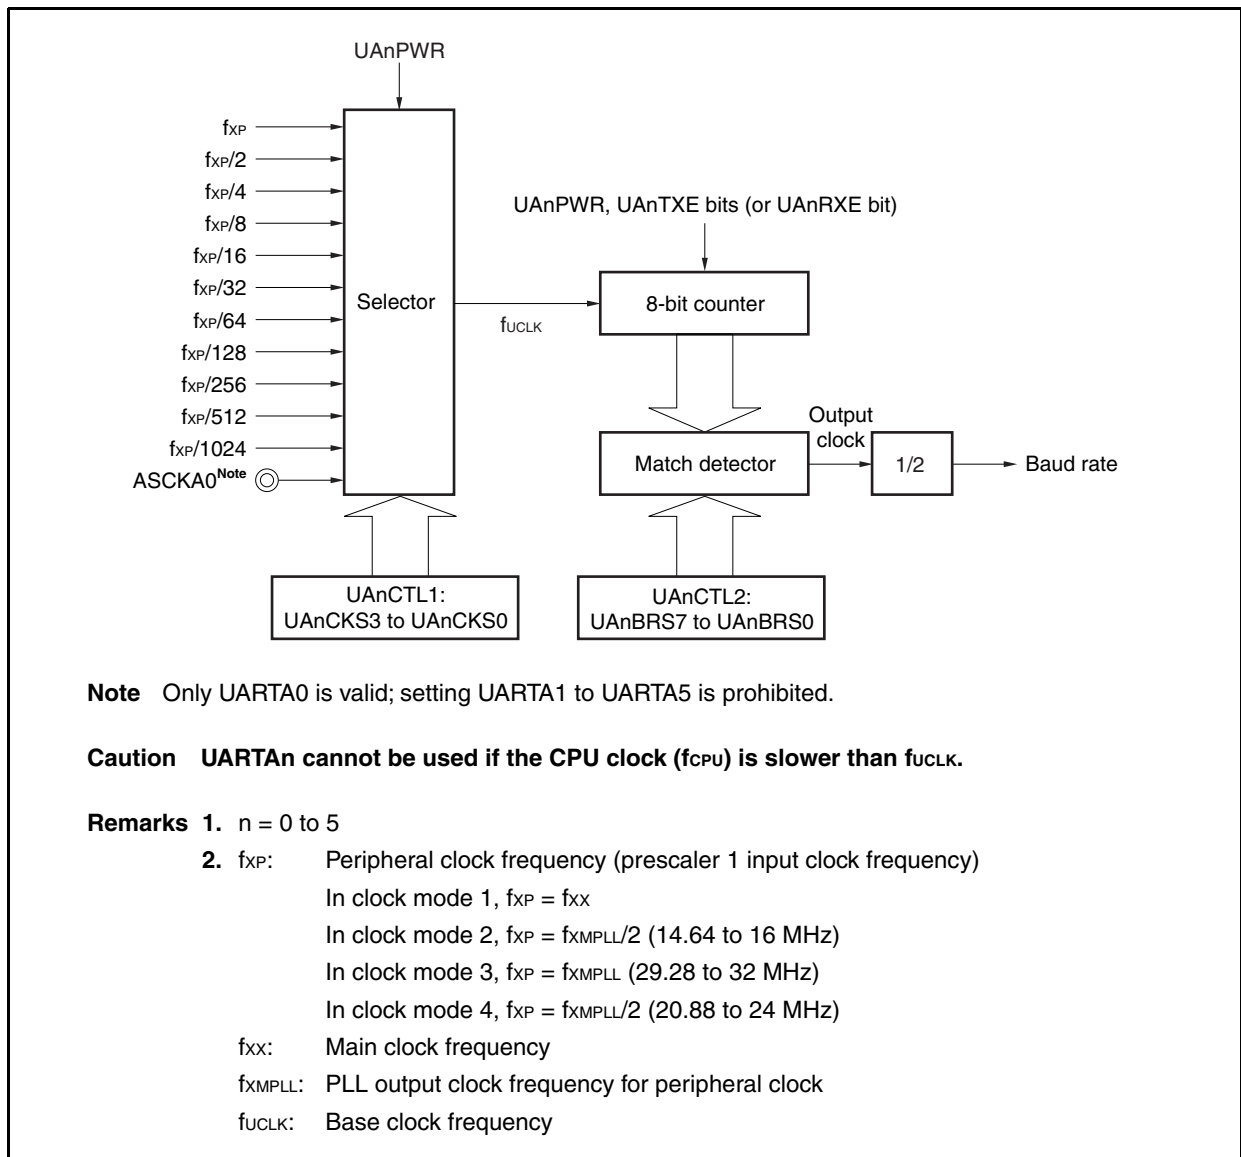 UAnPWR
fXP
fXP/2
fXP/4
fXP/8
fXP/16
fXP/32
fXP/64
fXP/128
fXP/256
fXP/512
fXP/1024
ASCKA0Note
Selector
fUCLK
UAnPWR, UAnTXE bits (or UAnRXE bit)
8-bit counter
Match detector
Output
clock
1/2
Baud rate
UAnCTL1:
UAnCKS3 to UAnCKS0
UAnCTL2:
UAnBRS7 to UAnBRS0
Note Only UARTA0 is valid; setting UARTA1 to UARTA5 is prohibited.
Caution UARTAn cannot be used if the CPU clock (fCPU) is slower than fUCLK.
Remarks 1. n = 0 to 5
2. fXP: Peripheral clock frequency (prescaler 1 input clock frequency)
In clock mode 1, fXP = fXX
In clock mode 2, fXP = fXMPLL/2 (14.64 to 16 MHz)
In clock mode 3, fXP = fXMPLL (29.28 to 32 MHz)
In clock mode 4, fXP = fXMPLL/2 (20.88 to 24 MHz)
fXX: Main clock frequency
fXMPLL: PLL output clock frequency for peripheral clock
fUCLK: Base clock frequency